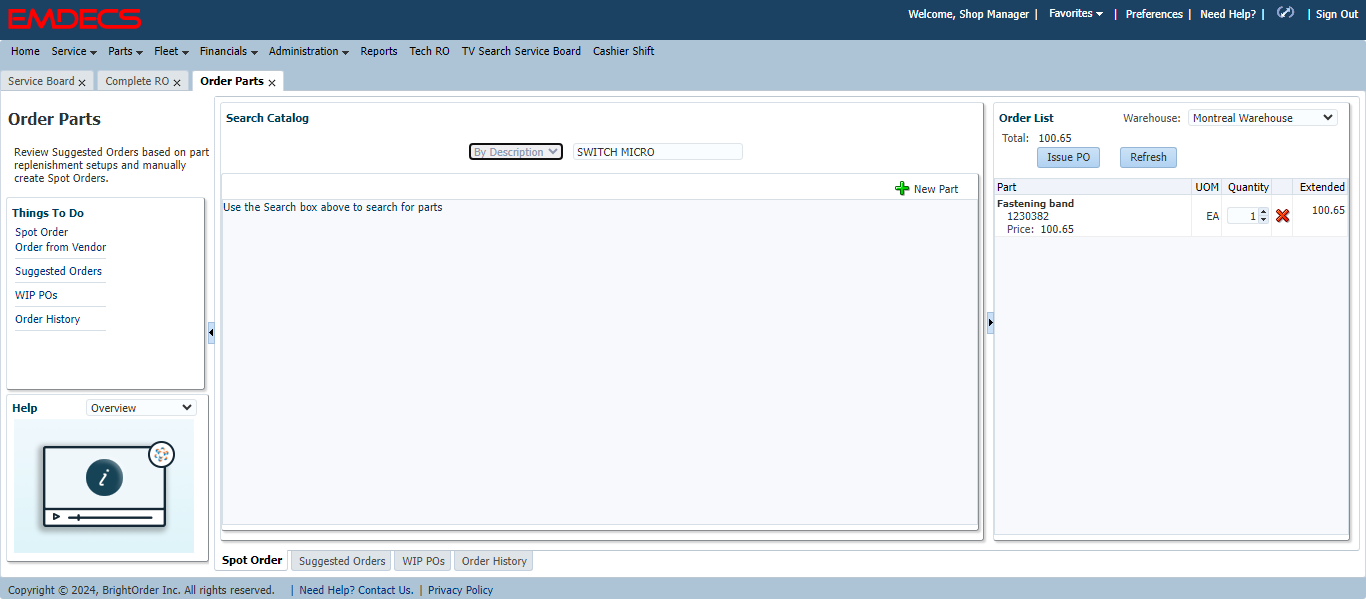 EMDECS
Welcome, Shop Manager | Favorites | Preferences | Need Help? | | Sign Out
Home Service Parts Fleet Financials Administration Reports Tech RO TV Search Service Board Cashier Shift
Service Board x Complete RO x Order Parts x
Order Parts
Review Suggested Orders based on part
replenishment setups and manually
create Spot Orders.
Things To Do
Spot Order
Order from Vendor
Suggested Orders
WIP POs
Order History
Help Overview
i
Search Catalog
By Description SWITCH MICRO
New Part
Use the Search box above to search for parts
Order List Warehouse: Montreal Warehouse
Total: 100.65
Issue PO Refresh
Part UOM Quantity Extended
Fastening band
1230382 EA 1 100.65
Price: 100.65
Spot Order Suggested Orders WIP POs Order History
Copyright © 2024, BrightOrder Inc. All rights reserved. | Need Help? Contact Us. | Privacy Policy